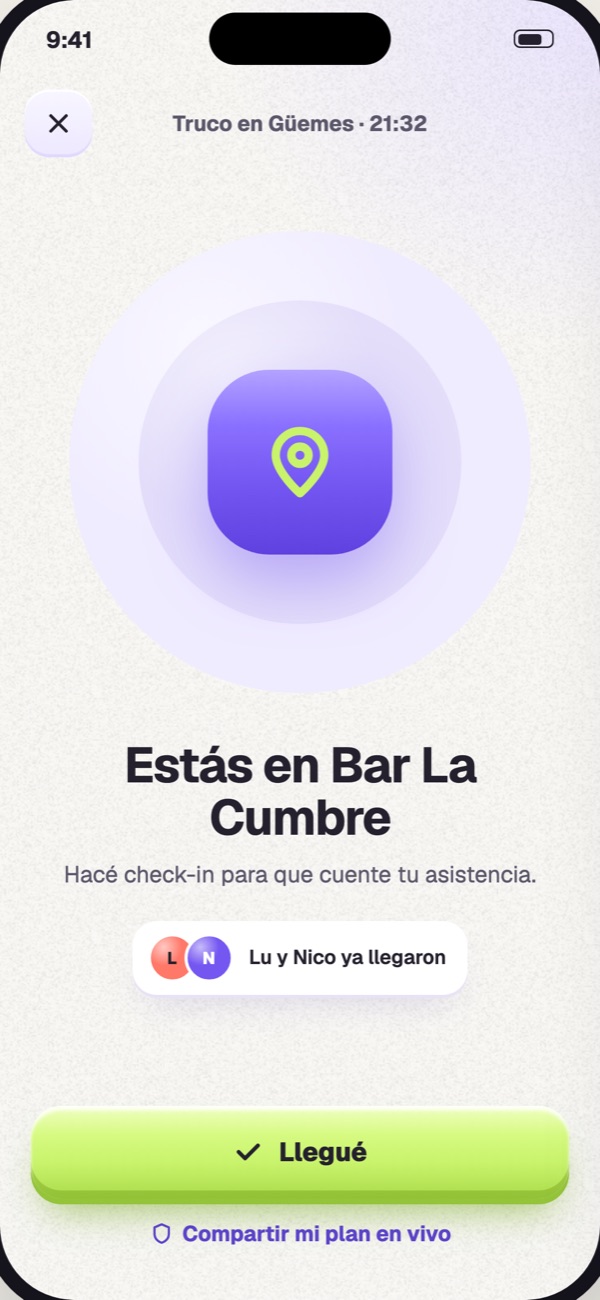 9:41
Truco en Güemes · 21:32
Estás en Bar La
Cumbre
Hacé check-in para que cuente tu asistencia.
L N Lu y Nico ya llegaron
Llegué
Compartir mi plan en vivo